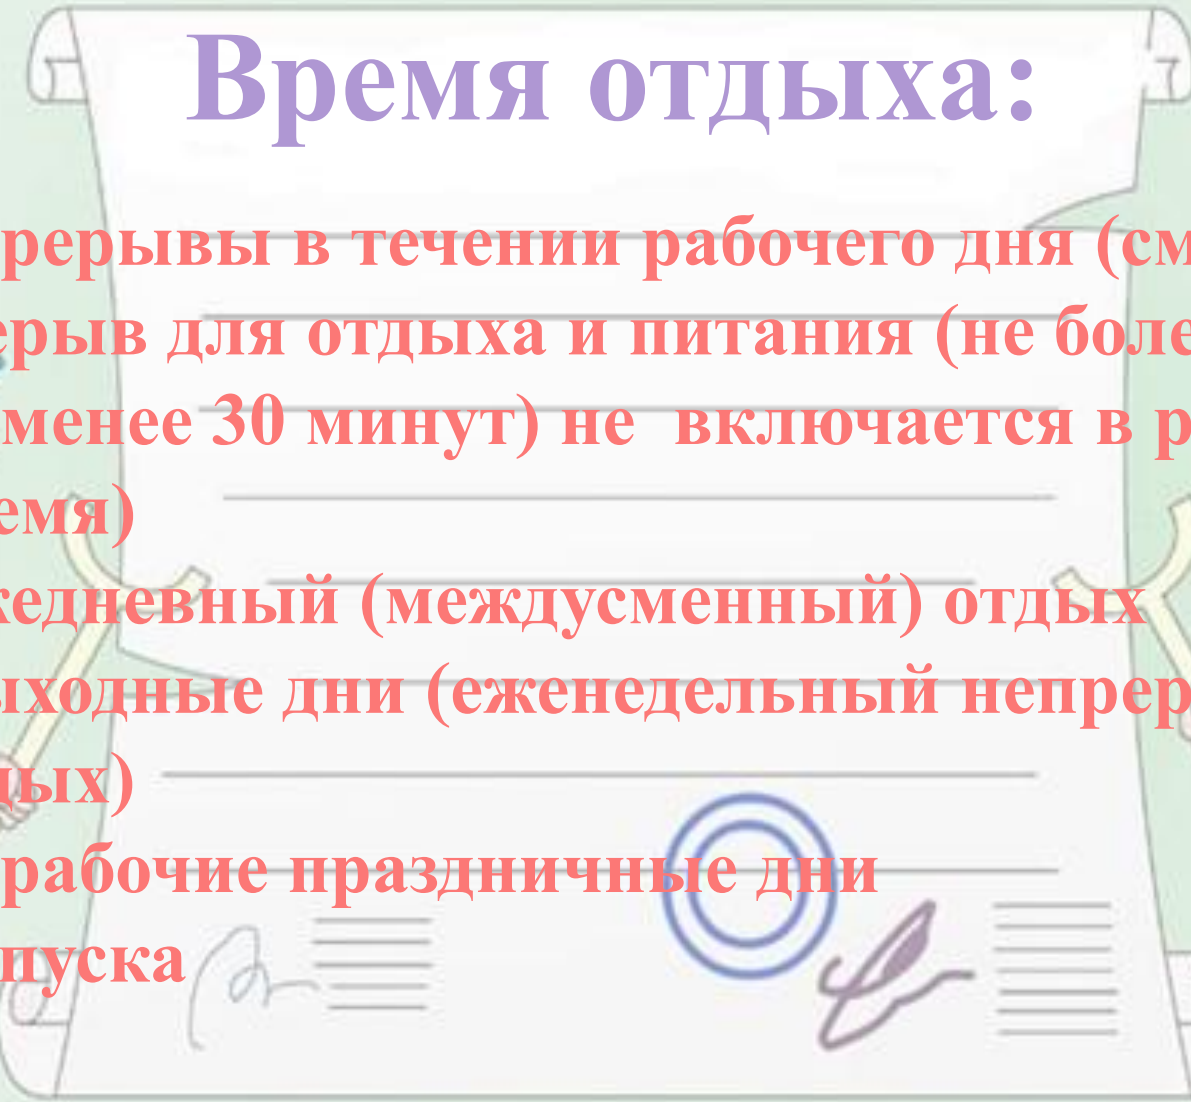 Время отдыха:
рерывы в течении рабочего дня (см
ерыв для отдыха и питания (не боле
менее 30 минут) не включается в р
емя)
кедневный (междусменный) отдых
ыходные дни (еженедельный непрер
дых)
рабочие праздничные дни
пуска